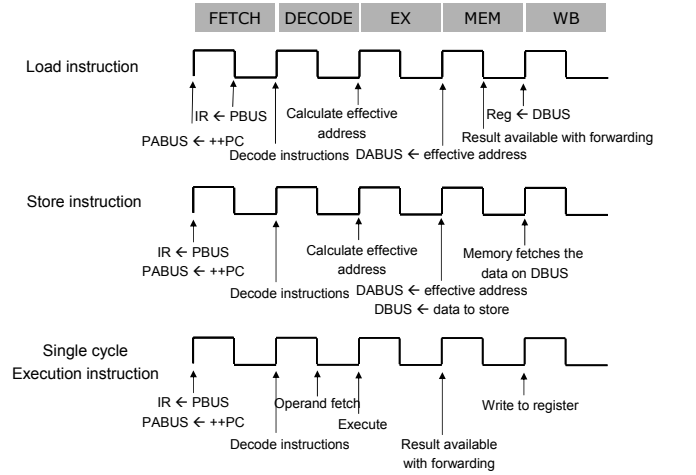 FETCH DECODE EX MEM WB
Load instruction
IR ← PBUS
PABUS ← ++PC
Decode instructions
Calculate effective
address
DABUS ← effective address
Reg ← DBUS
Result available with forwarding
Store instruction
IR ← PBUS
PABUS ← ++PC
Decode instructions
Calculate effective
address
DABUS ← effective address
DBUS ← data to store
Memory fetches the
data on DBUS
Single cycle
Execution instruction
IR ← PBUS
PABUS ← ++PC
Decode instructions
Operand fetch
Execute
Result available
with forwarding
Write to register